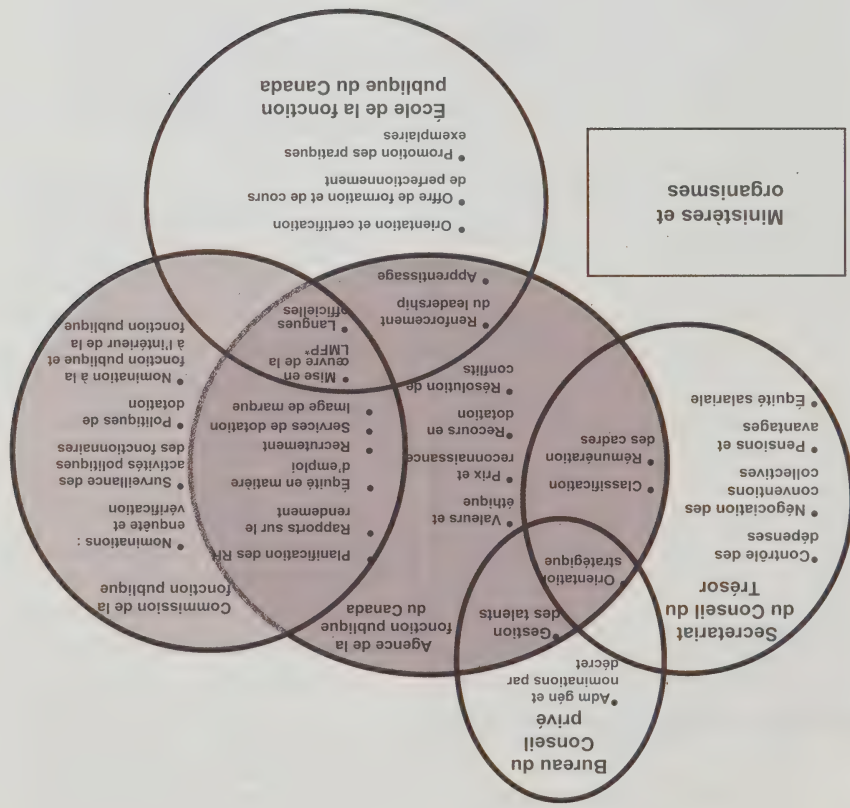 Bureau du
Conseil
privé
• Adm gén et
nominations par
décret
Secretariat
du Conseil du
Trésor
• Contrôle des
dépenses
• Négociation des
conventions
collectives
• Pensions et
avantages
• Équité salariale
• Gestion
des talents
• Orientation
stratégique
• Classification
• Rémunération
des cadres
Agence de la
fonction publique
du Canada
• Valeurs et
éthique
• Prix et
reconnaissance
• Recours en
dotation
• Résolution de
conflits
• Renforcement
du leadership
• Apprentissage
Commission de la
fonction publique
• Nominations :
enquête et
vérification
• Surveillance des
activités politiques
des fonctionnaires
• Politiques de
dotation
• Nomination à la
fonction publique et
à l'intérieur de la
fonction publique
• Planification des RH
• Rapports sur le
rendement
• Équité en matière
d'emploi
• Recrutement
• Services de dotation
• Image de marque
• Mise en
œuvre de la
LMFP*
• Langues
officielles
• Orientation et certification
• Offre de formation et de cours
de perfectionnement
• Promotion des pratiques
exemplaires
École de la fonction
publique du Canada
Ministères et
organismes